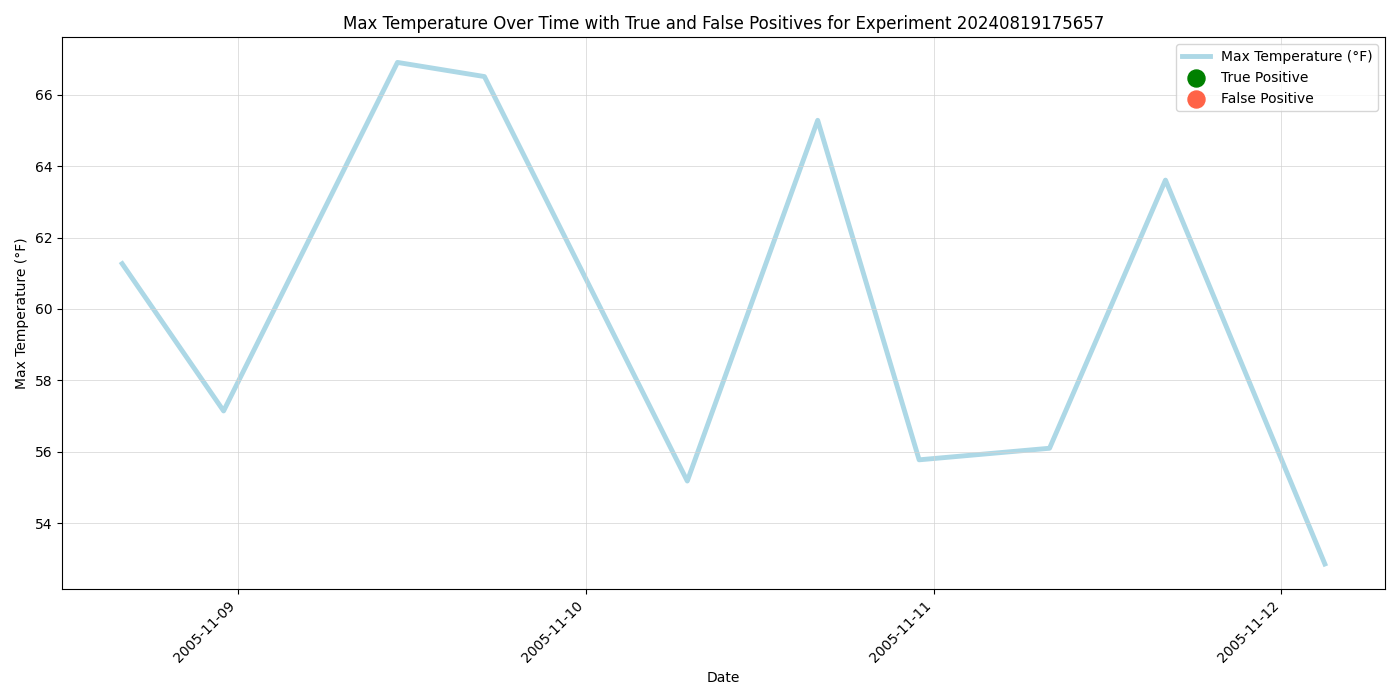 Max Temperature Over Time with True and False Positives for Experiment 20240819175657
Max Temperature (°F)
True Positive
False Positive
Max Temperature (°F)
66
64
62
60
58
56
54
2005-11-09
2005-11-10
2005-11-11
2005-11-12
Date